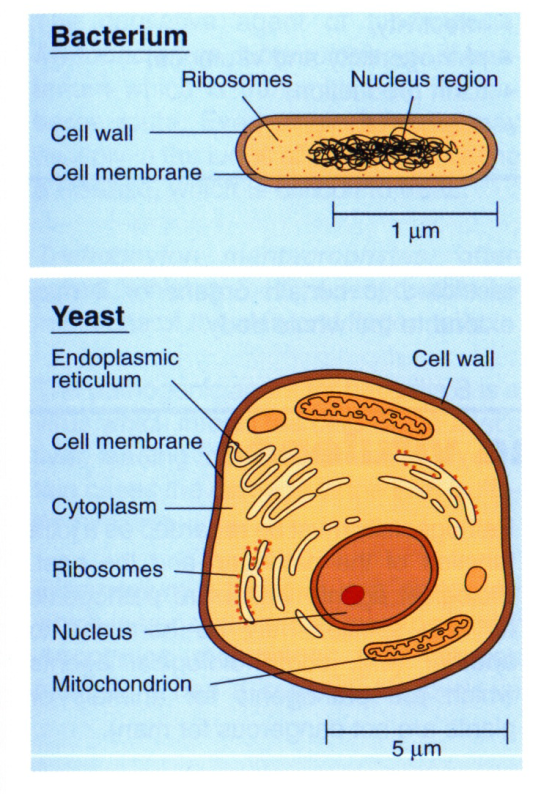 Bacterium
Ribosomes
Nucleus region
Cell wall
Cell membrane
1 μm
Yeast
Endoplasmic
reticulum
Cell wall
Cell membrane
Cytoplasm
Ribosomes
Nucleus
Mitochondrion
5 μm